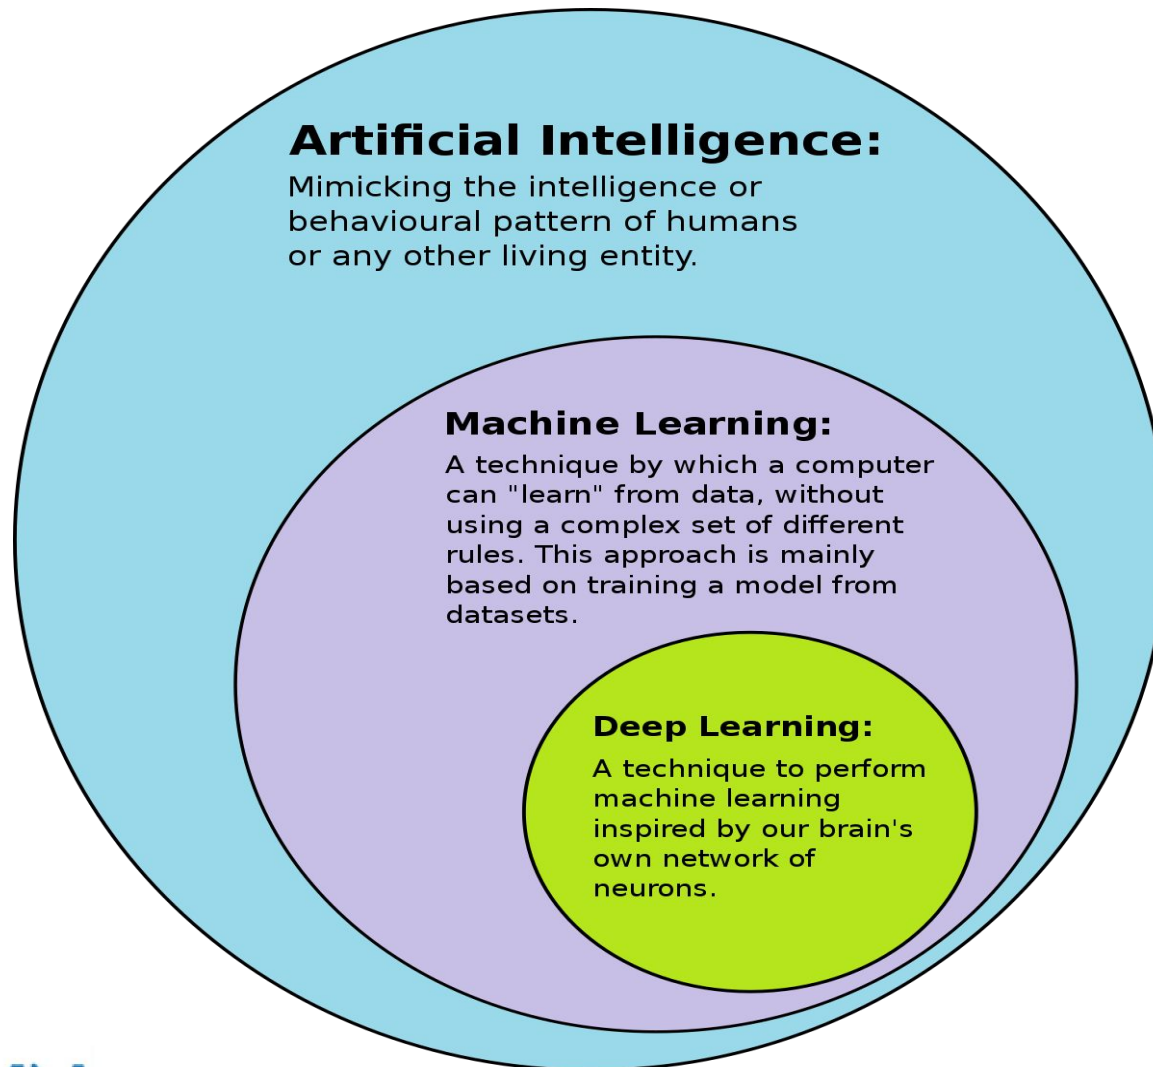 Artificial Intelligence:
Mimicking the intelligence or
behavioural pattern of humans
or any other living entity.
Machine Learning:
A technique by which a computer
can "learn" from data, without
using a complex set of different
rules. This approach is mainly
based on training a model from
datasets.
Deep Learning:
A technique to perform
machine learning
inspired by our brain's
own network of
neurons.